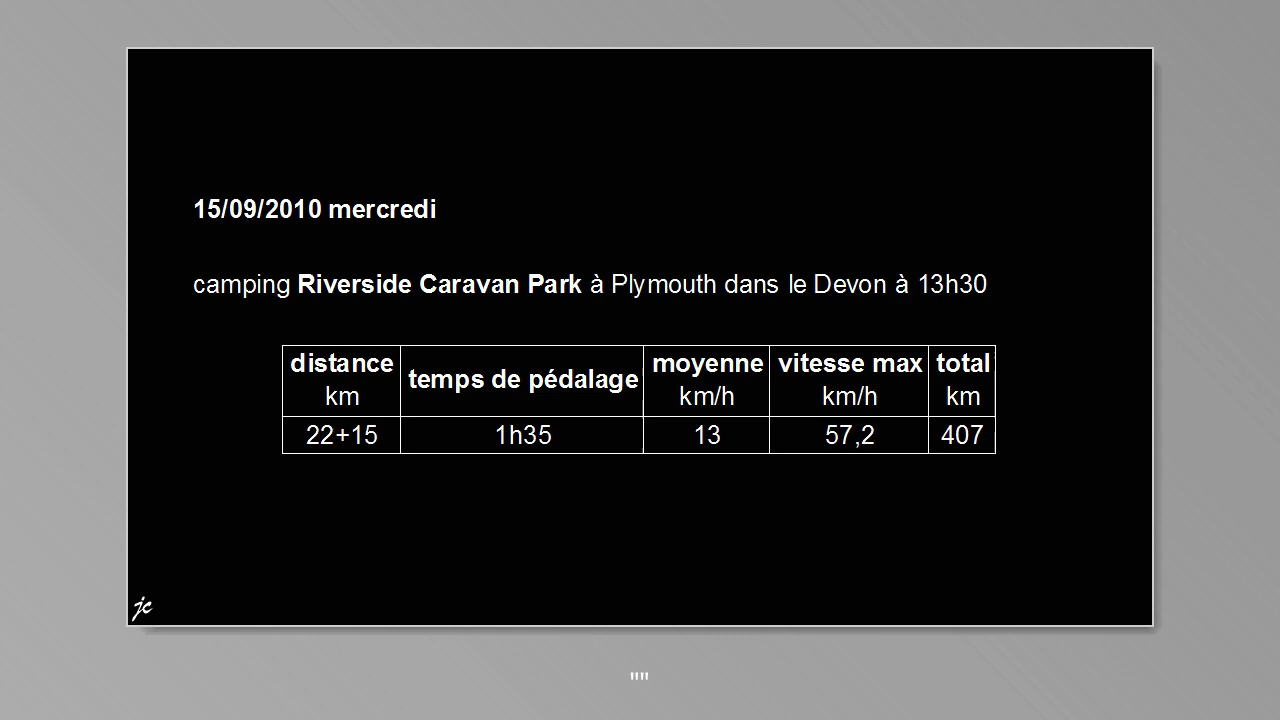 15/09/2010 mercredi
camping Riverside Caravan Park à Plymouth dans le Devon à 13h30
distance km temps de pédalage moyenne km/h vitesse max km/h total km
22+15 1h35 13 57,2 407
jc
""